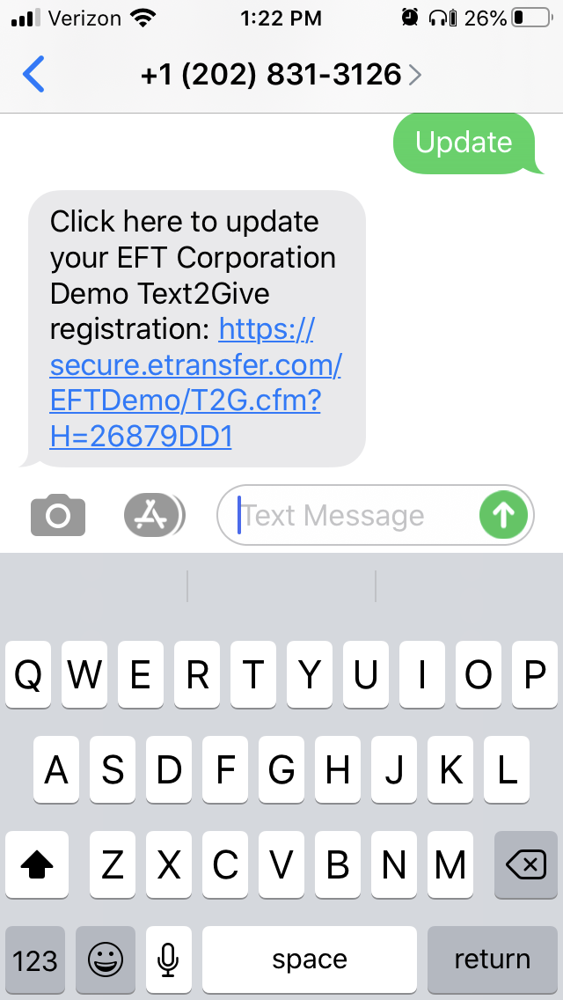 Verizon 1:22 PM 26%
+1 (202) 831-3126
Update
Click here to update
your EFT Corporation
Demo Text2Give
registration: https://
secure.etransfer.com/
EFTDemo/T2G.cfm?
H=26879DD1
Text Message
Q W E R T Y U I O P
A S D F G H J K L
Z X C V B N M
123 space return